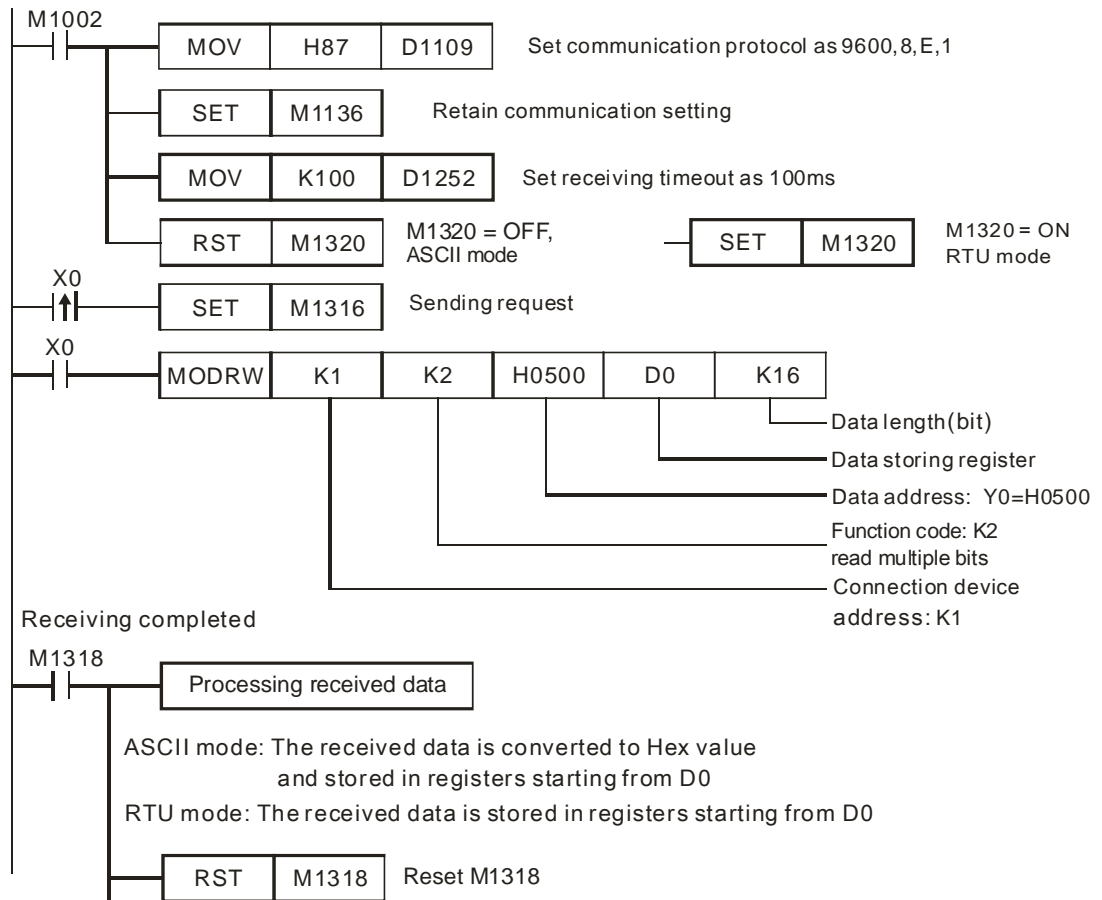 M1002
MOV H87 D1109 Set communication protocol as 9600,8,E,1
SET M1136 Retain communication setting
MOV K100 D1252 Set receiving timeout as 100ms
RST M1320 M1320 = OFF,
ASCII mode
SET M1320 M1320 = ON
RTU mode
X0
SET M1316 Sending request
X0
MODRW K1 K2 H0500 D0 K16
Data length(bit)
Data storing register
Data address: Y0=H0500
Function code: K2
read multiple bits
Connection device
address: K1
Receiving completed
M1318
Processing received data
ASCII mode: The received data is converted to Hex value
and stored in registers starting from D0
RTU mode: The received data is stored in registers starting from D0
RST M1318 Reset M1318